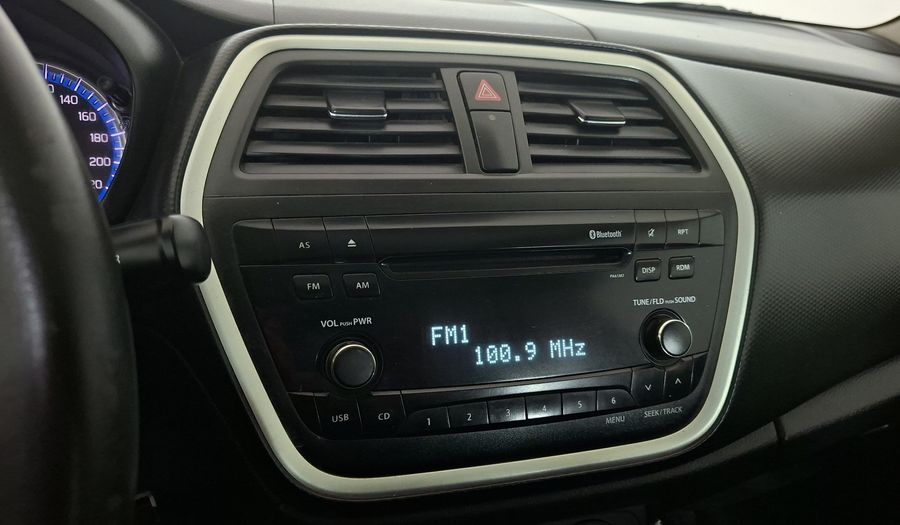 140
160
180
200
AS
Bluetooth
RPT
FM
AM
DISP
RDM
VOL PUSH PWR
TUNE/FLD PUSH SOUND
FM1
100.9 MHz
USB
CD
1
2
3
4
5
6
MENU
SEEK/TRACK